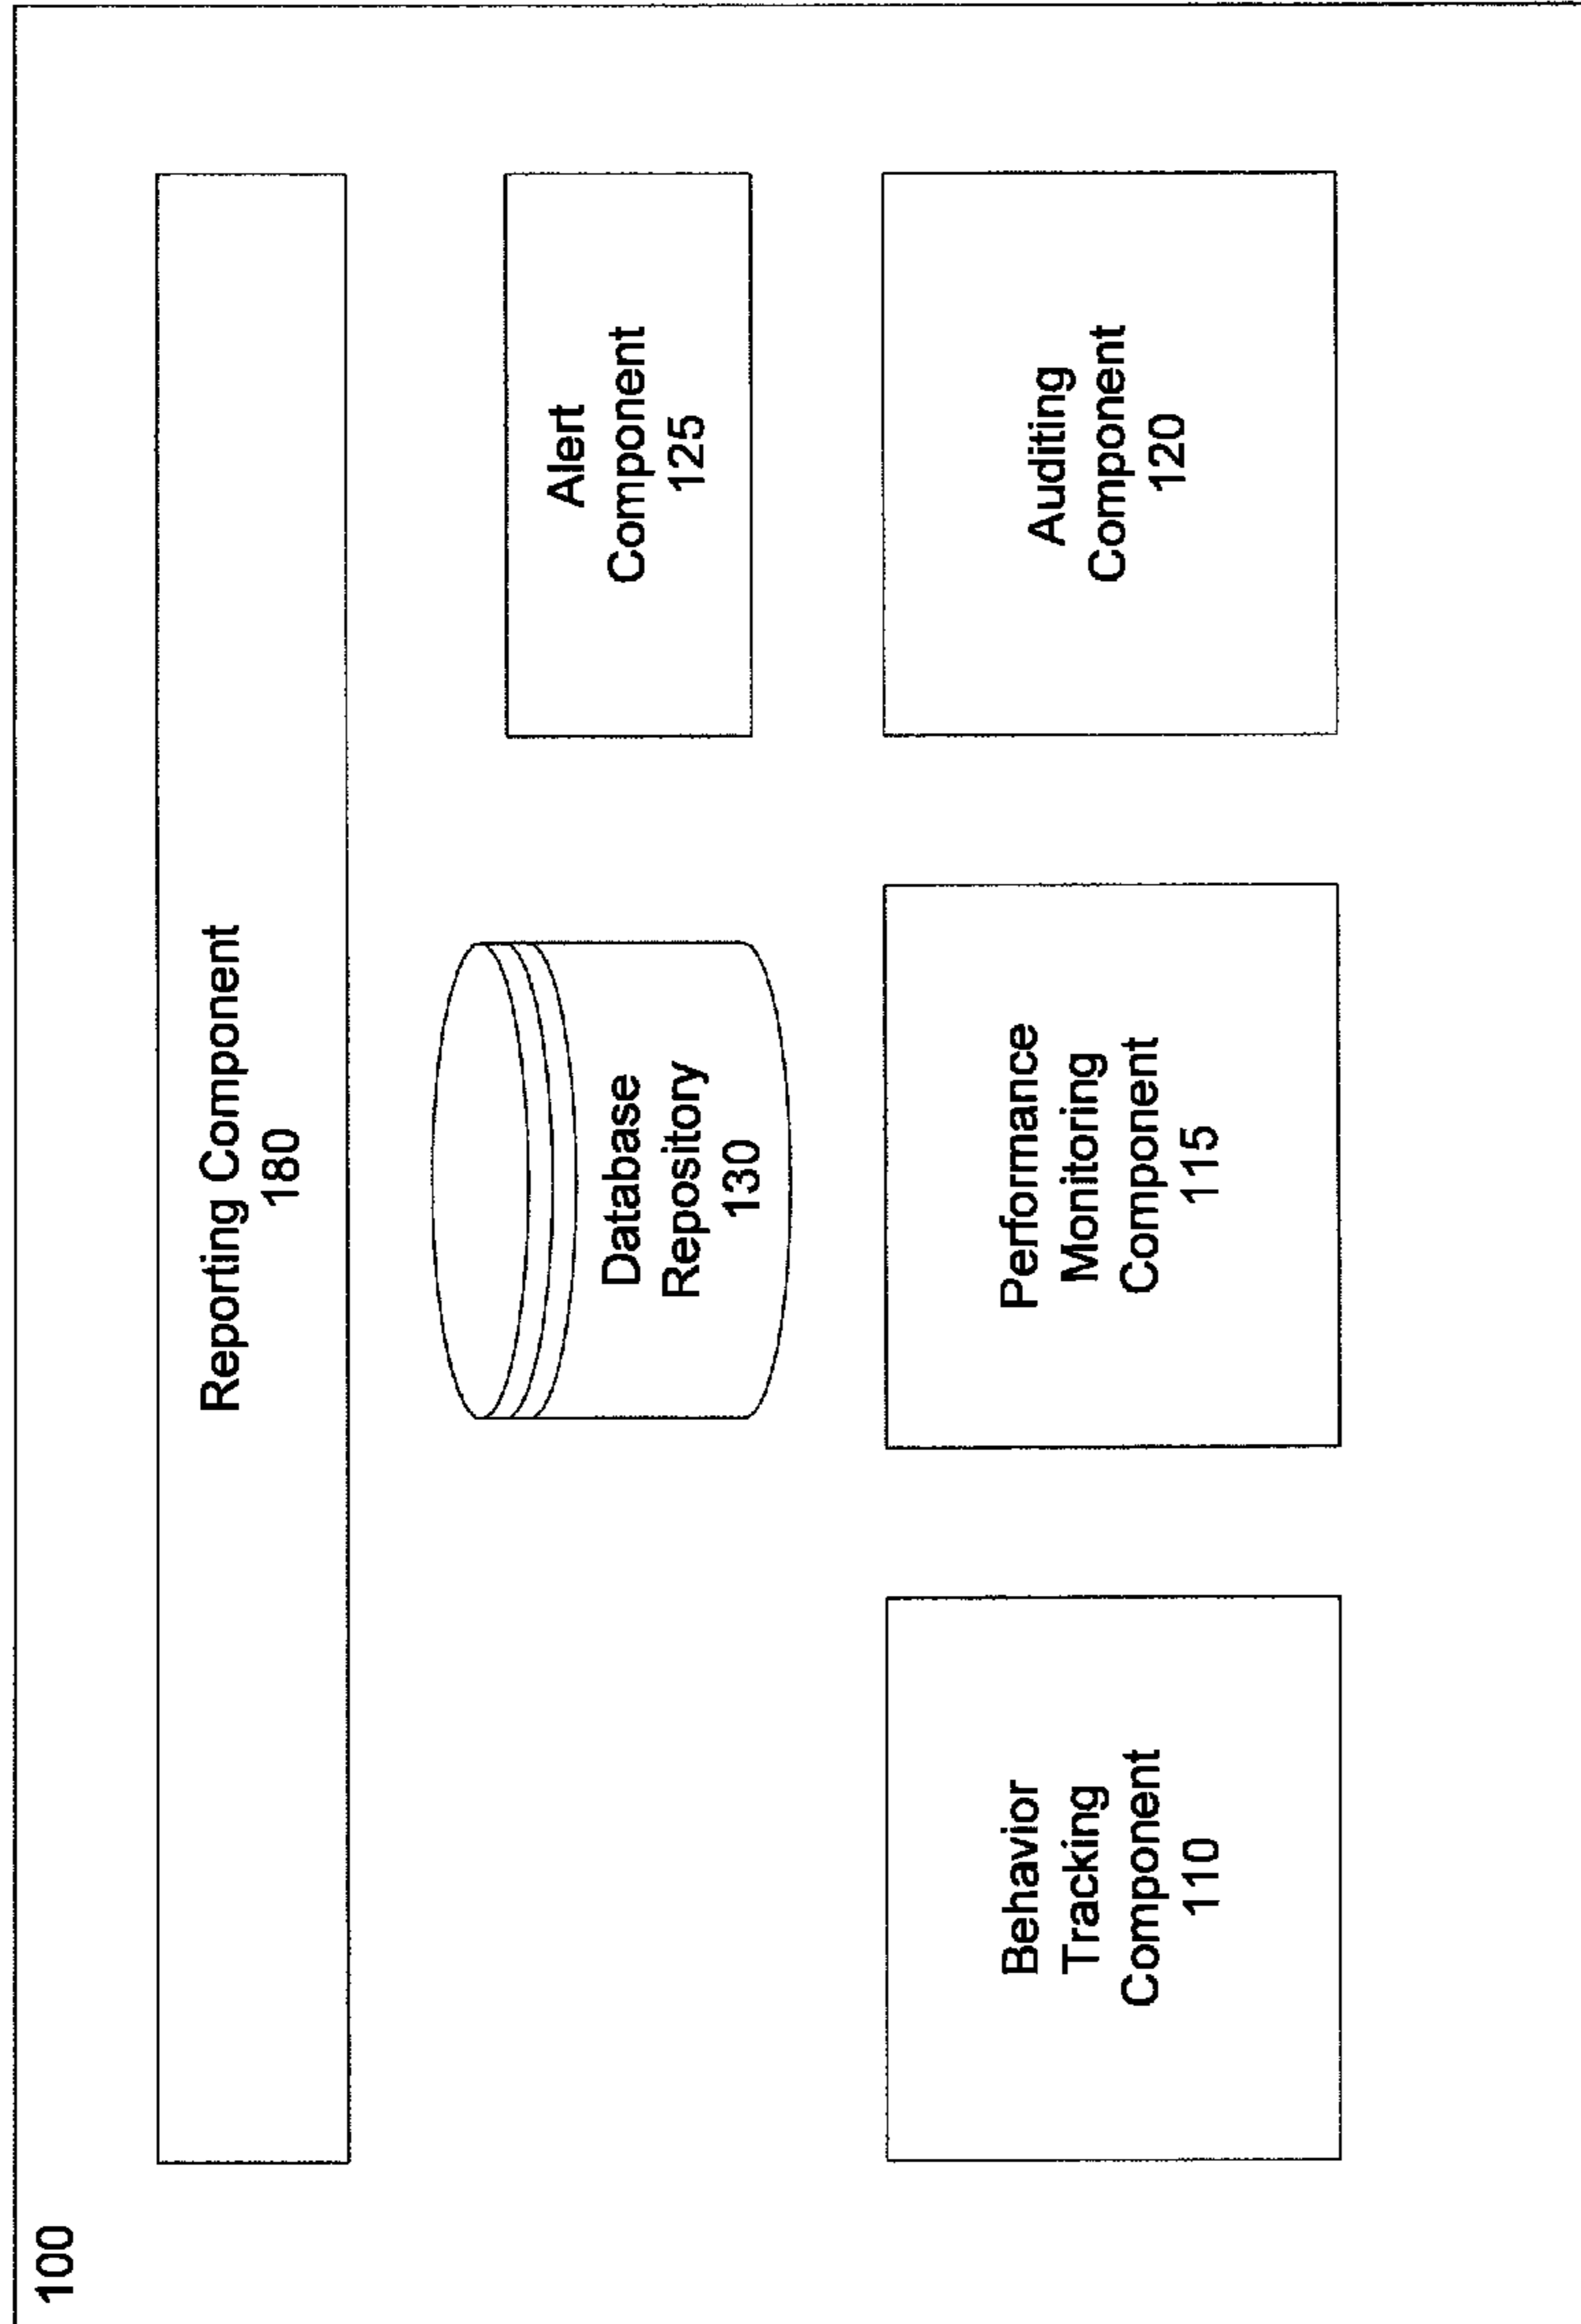 100
Reporting Component
180
Database
Repository
130
Alert
Component
125
Behavior
Tracking
Component
110
Performance
Monitoring
Component
115
Auditing
Component
120